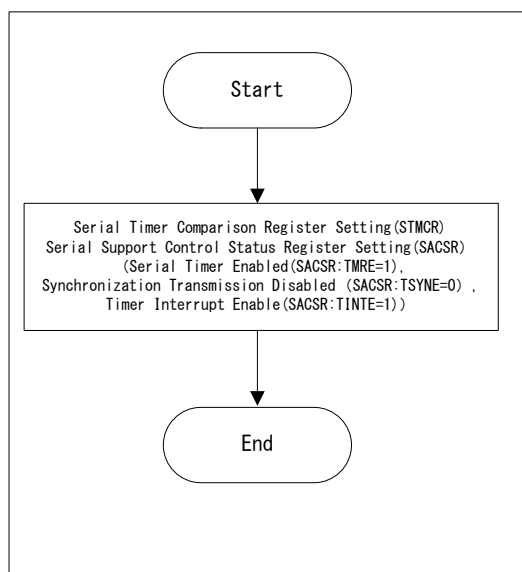 Start
Serial Timer Comparison Register Setting(STMCR)
Serial Support Control Status Register Setting(SACSR)
(Serial Timer Enabled(SACSR:TMRE=1),
Synchronization Transmission Disabled (SACSR:TSYNE=0) ,
Timer Interrupt Enable(SACSR:TINTE=1))
End